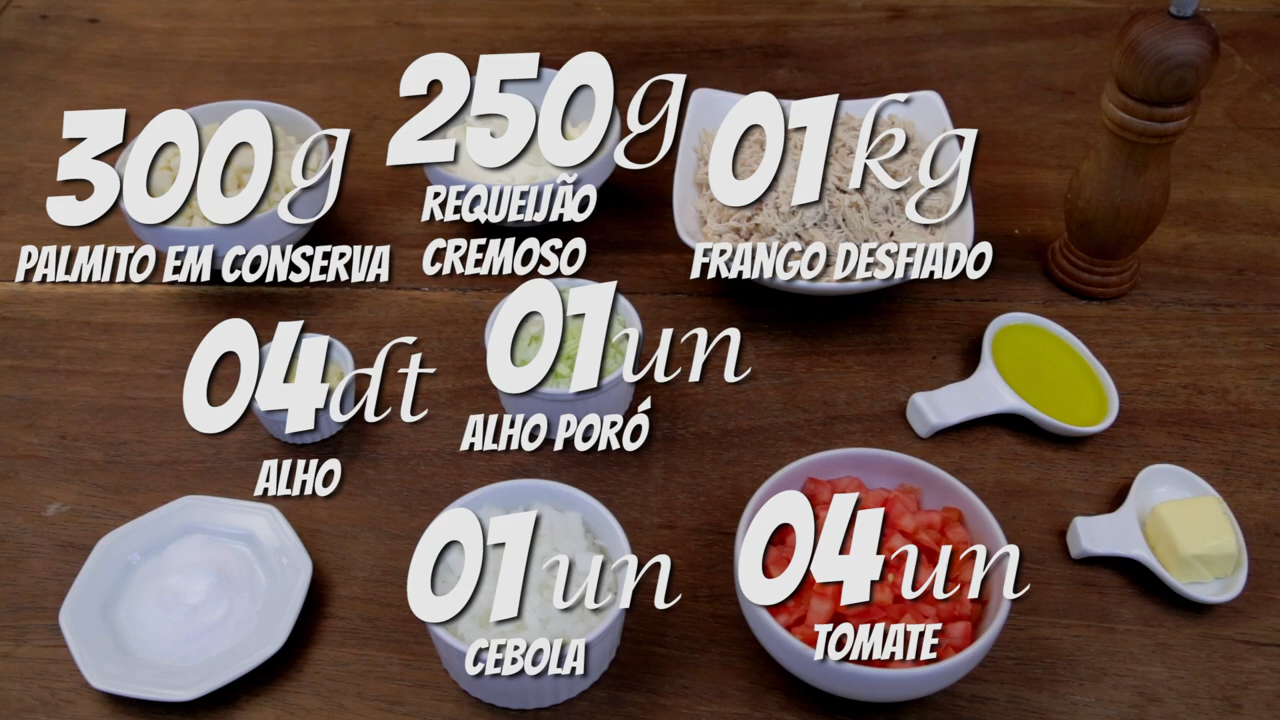 300g
PALMITO EM CONSERVA
250g
REQUEIJÃO
CREMOSO
01kg
FRANGO DESFIADO
04dt
ALHO
01un
ALHO PORÓ
01un
CEBOLA
04un
TOMATE